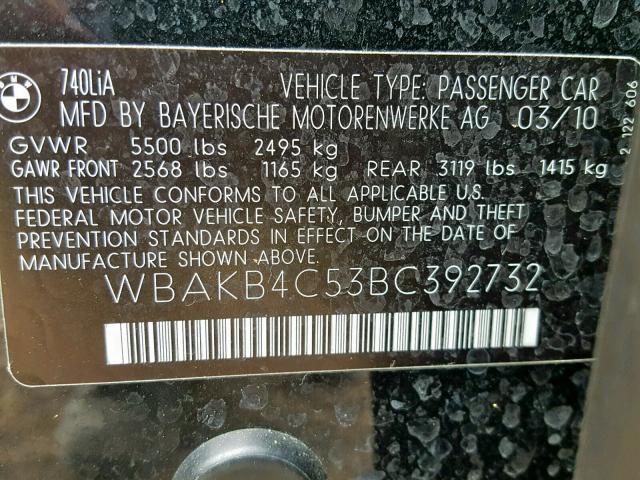 740LiA VEHICLE TYPE: PASSENGER CAR
MFD BY BAYERISCHE MOTORENWERKE AG 03/10
GVWR 5500 lbs 2495 kg
GAWR FRONT 2568 lbs 1165 kg REAR 3119 lbs 1415 kg
THIS VEHICLE CONFORMS TO ALL APPLICABLE U.S.
FEDERAL MOTOR VEHICLE SAFETY, BUMPER AND THEFT
PREVENTION STANDARDS IN EFFECT ON THE DATE OF
MANUFACTURE SHOWN ABOVE.
WBAKB4C53BC392732
2 122 606